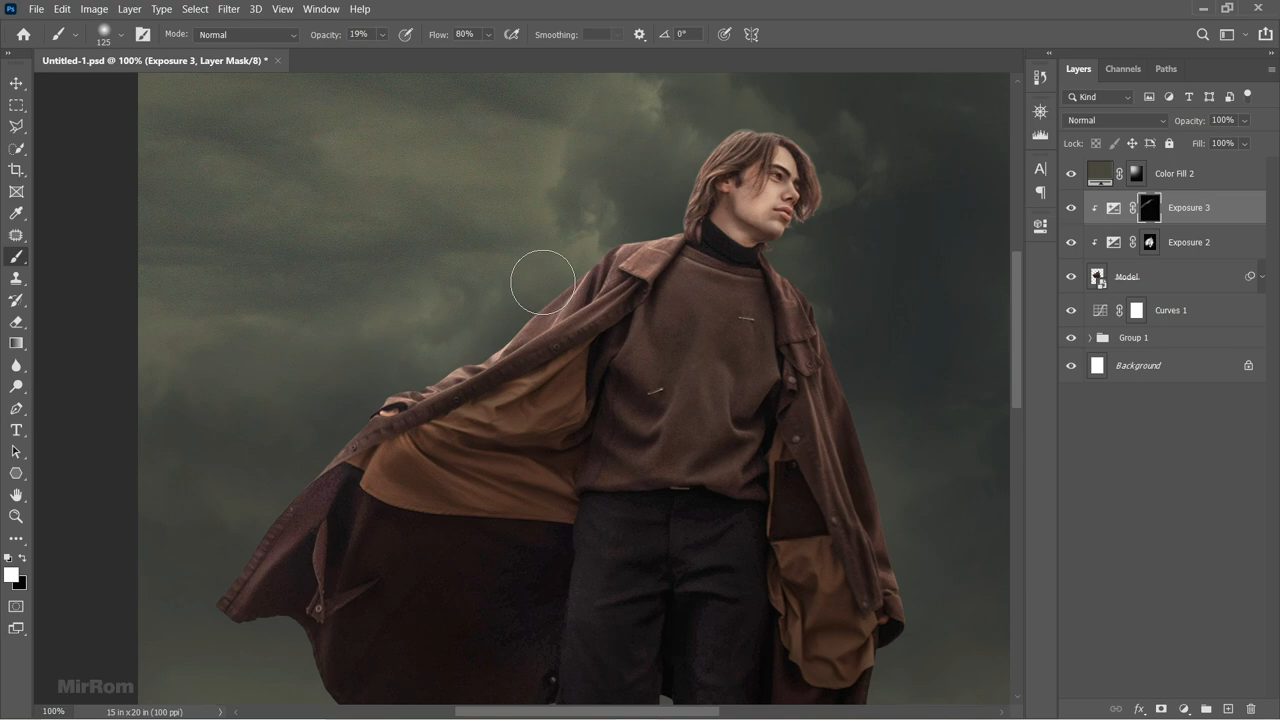 Ps File Edit Image Layer Type Select Filter 3D View Window Help
125 Mode: Normal Opacity: 19% Flow: 80% Smoothing: 0°
Untitled-1.psd @ 100% (Exposure 3, Layer Mask/8) *
Layers Channels Paths
Kind
Normal Opacity: 100%
Lock: Fill: 100%
Color Fill 2
Exposure 3
Exposure 2
Model.
Curves 1
Group 1
Background
MirRom
100% 15 in x 20 in (100 ppi)